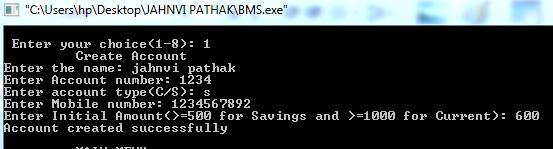 "C:\Users\hp\Desktop\JAHNVI PATHAK\BMS.exe"
Enter your choice(1-8): 1
Create Account
Enter the name: jahnvi pathak
Enter Account number: 1234
Enter account type(C/S): s
Enter Mobile number: 1234567892
Enter Initial Amount(>=500 for Savings and >=1000 for Current): 600
Account created successfully
MAIN MENU